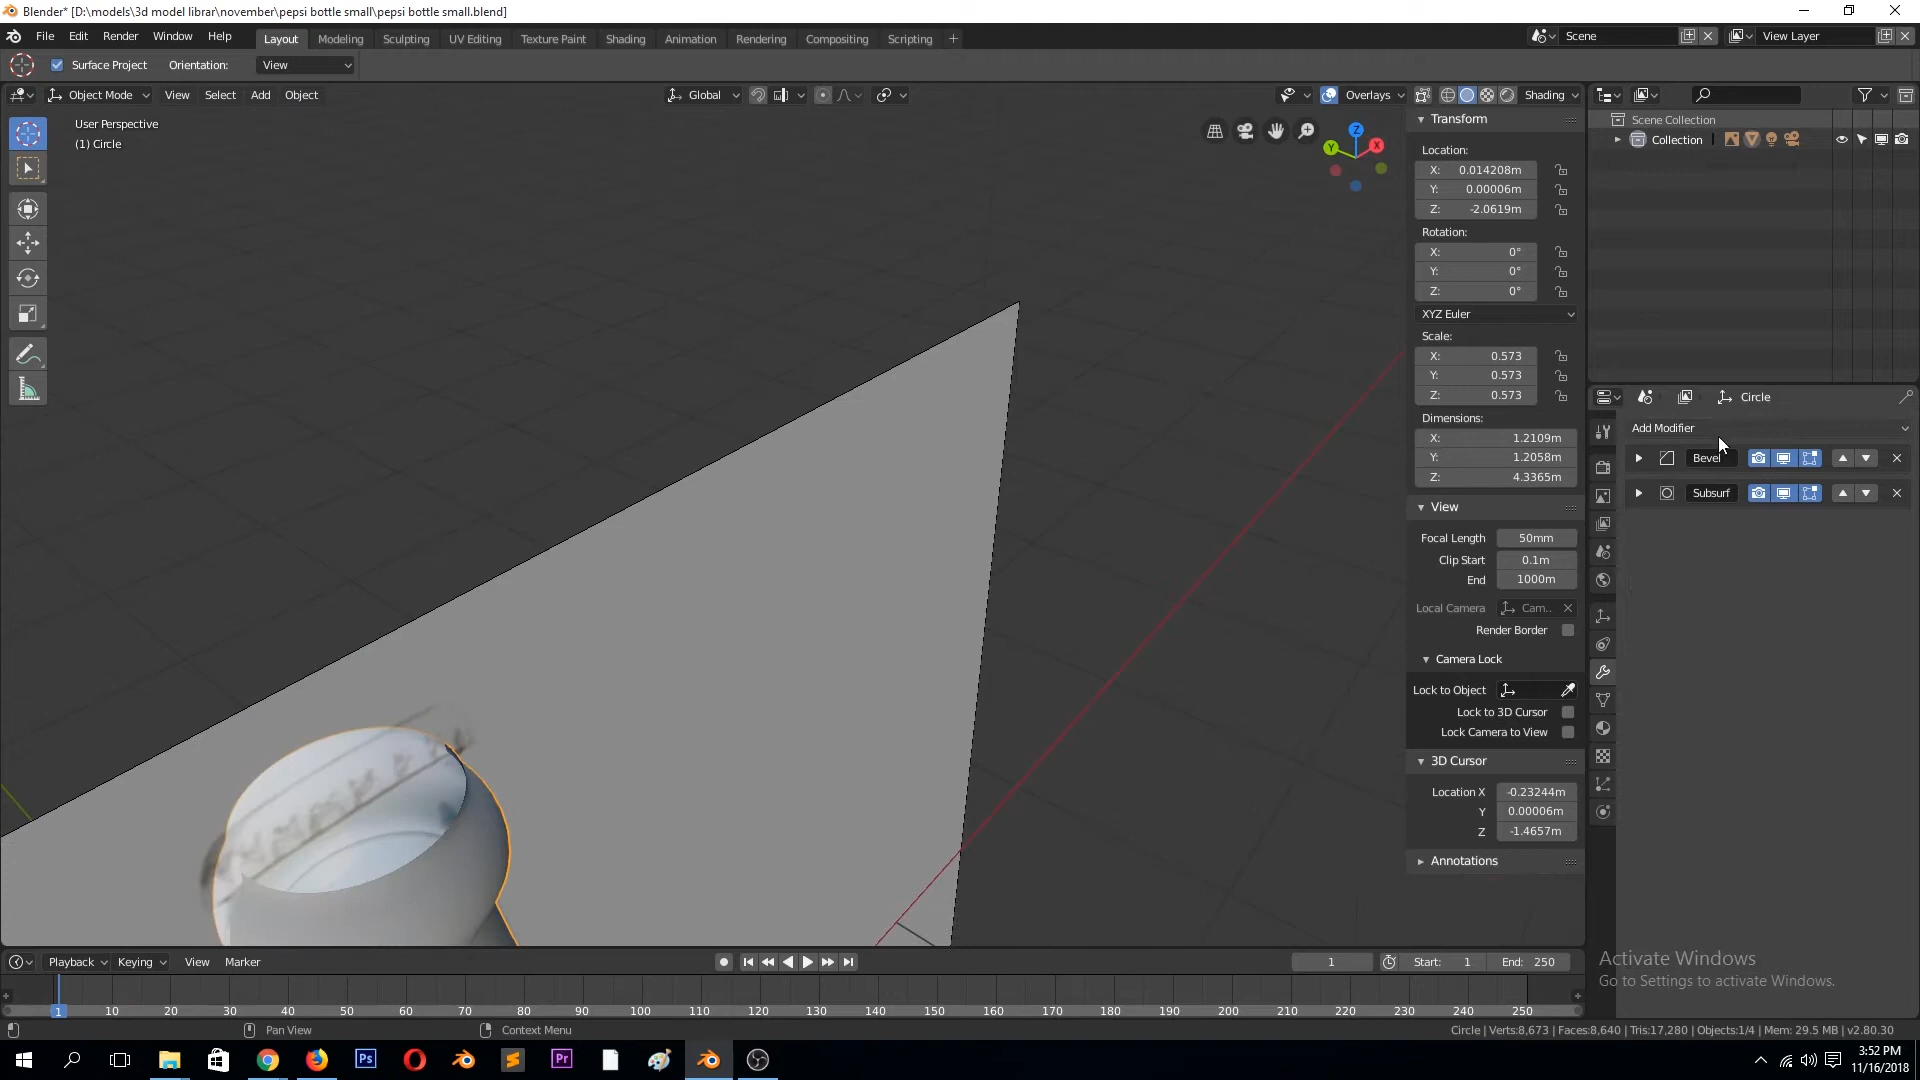 Blender* [D:\models\3d model librar\november\pepsi bottle small\pepsi bottle small.blend]
File Edit Render Window Help Layout Modeling Sculpting UV Editing Texture Paint Shading Animation Rendering Compositing Scripting + Scene View Layer
Surface Project Orientation: View
Object Mode View Select Add Object Global Overlays Shading
User Perspective
(1) Circle
Z
Y
X
Transform
Location:
X: 0.014208m
Y: 0.00006m
Z: -2.0619m
Rotation:
X: 0°
Y: 0°
Z: 0°
XYZ Euler
Scale:
X: 0.573
Y: 0.573
Z: 0.573
Dimensions:
X: 1.2109m
Y: 1.2058m
Z: 4.3365m
View
Focal Length 50mm
Clip Start 0.1m
End 1000m
Local Camera Cam..
Render Border
Camera Lock
Lock to Object
Lock to 3D Cursor
Lock Camera to View
3D Cursor
Location X -0.23244m
Y 0.00006m
Z -1.4657m
Annotations
Scene Collection
Collection
Circle
Add Modifier
Bevel
Subsurf
Activate Windows
Go to Settings to activate Windows.
Playback Keying View Marker 1 Start: 1 End: 250
1 10 20 30 40 50 60 70 80 90 100 110 120 130 140 150 160 170 180 190 200 210 220 230 240 250
Pan View Context Menu Circle | Verts:8,673 | Faces:8,640 | Tris:17,280 | Objects:1/4 | Mem: 29.5 MB | v2.80.30
Ps Pr
3:52 PM
11/16/2018